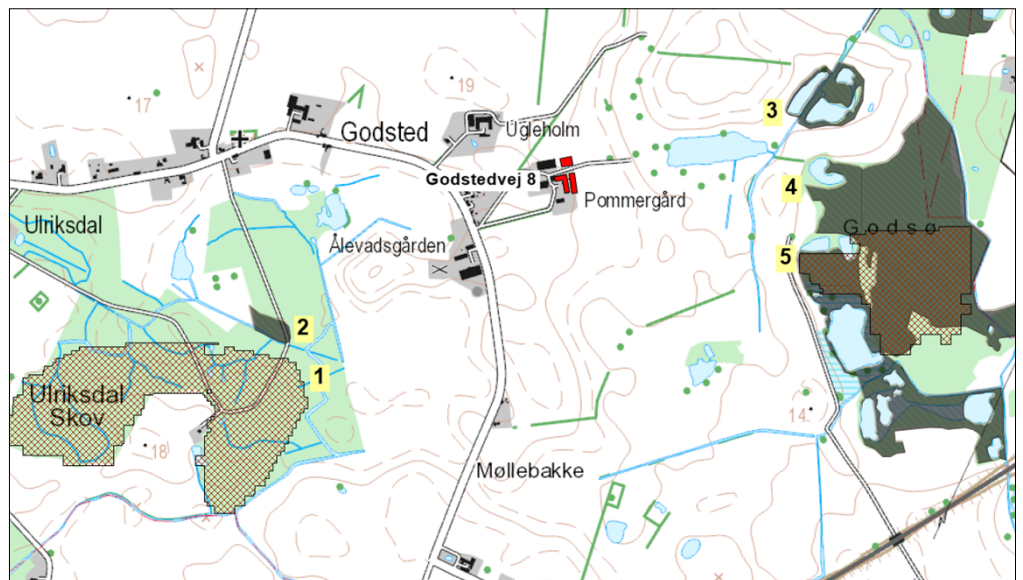 19
17
3
Godsted
Ugleholm
Godstedvej 8
4
Pommergård
Ulriksdal
Godsø
Ålevadsgården
5
2
1
Ulriksdal
Skov
14
18
Møllebakke